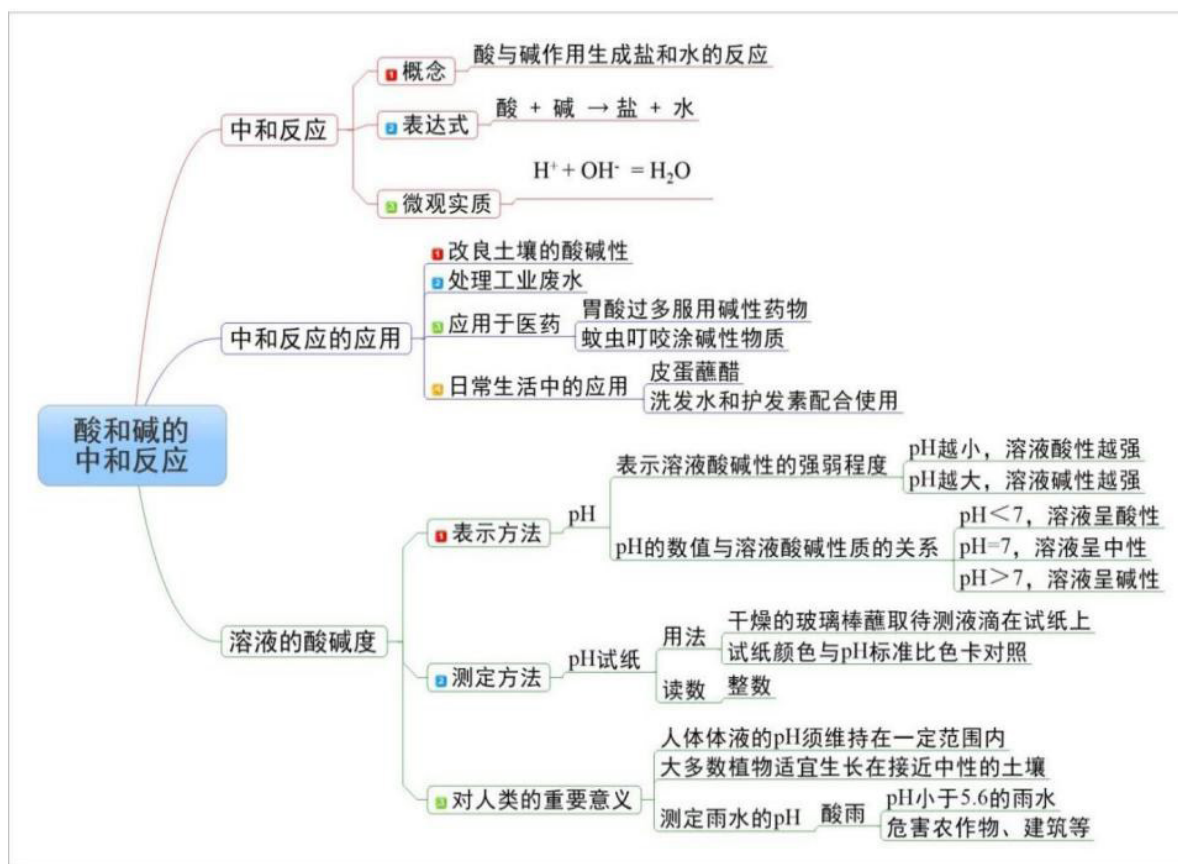 酸和碱的
中和反应
中和反应
1 概念
酸与碱作用生成盐和水的反应
2 表达式
酸 + 碱 → 盐 + 水
3 微观实质
H⁺ + OH⁻ = H₂O
中和反应的应用
1 改良土壤的酸碱性
2 处理工业废水
3 应用于医药
胃酸过多服用碱性药物
蚊虫叮咬涂碱性物质
4 日常生活中的应用
皮蛋蘸醋
洗发水和护发素配合使用
溶液的酸碱度
1 表示方法
pH
表示溶液酸碱性的强弱程度
pH越小，溶液酸性越强
pH越大，溶液碱性越强
pH的数值与溶液酸碱性质的关系
pH＜7，溶液呈酸性
pH=7，溶液呈中性
pH＞7，溶液呈碱性
2 测定方法
pH试纸
用法
干燥的玻璃棒蘸取待测液滴在试纸上
试纸颜色与pH标准比色卡对照
读数
整数
3 对人类的重要意义
人体体液的pH须维持在一定范围内
大多数植物适宜生长在接近中性的土壤
测定雨水的pH
酸雨
pH小于5.6的雨水
危害农作物、建筑等